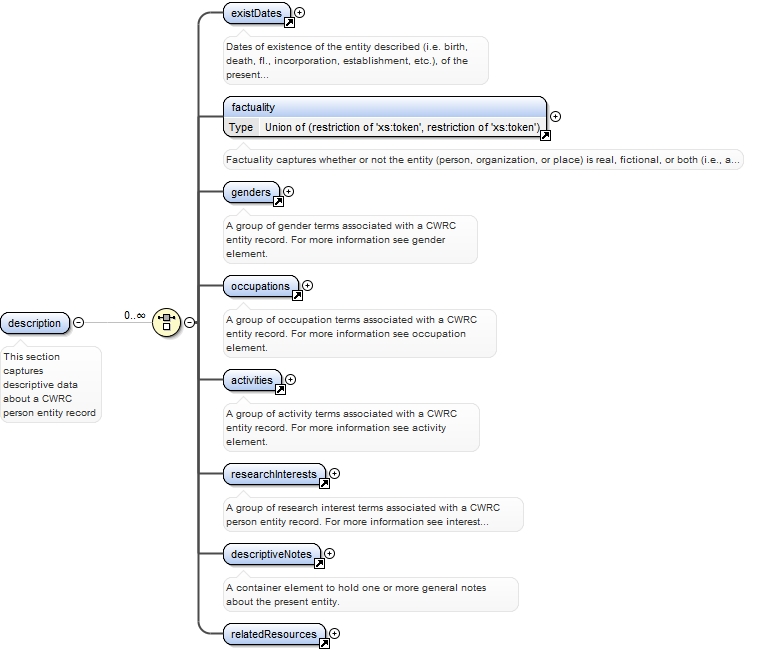 existDates
Dates of existence of the entity described (i.e. birth,
death, fl., incorporation, establishment, etc.), of the
present...
factuality
Type Union of (restriction of 'xs:token', restriction of 'xs:token')
Factuality captures whether or not the entity (person, organization, or place) is real, fictional, or both (i.e., a...
genders
A group of gender terms associated with a CWRC
entity record. For more information see gender
element.
occupations
A group of occupation terms associated with a CWRC
entity record. For more information see occupation
element.
description
0..∞
This section
captures
descriptive data
about a CWRC
person entity record
activities
A group of activity terms associated with a CWRC
entity record. For more information see activity
element.
researchInterests
A group of research interest terms associated with a CWRC
person entity record. For more information see interest...
descriptiveNotes
A container element to hold one or more general notes
about the present entity.
relatedResources